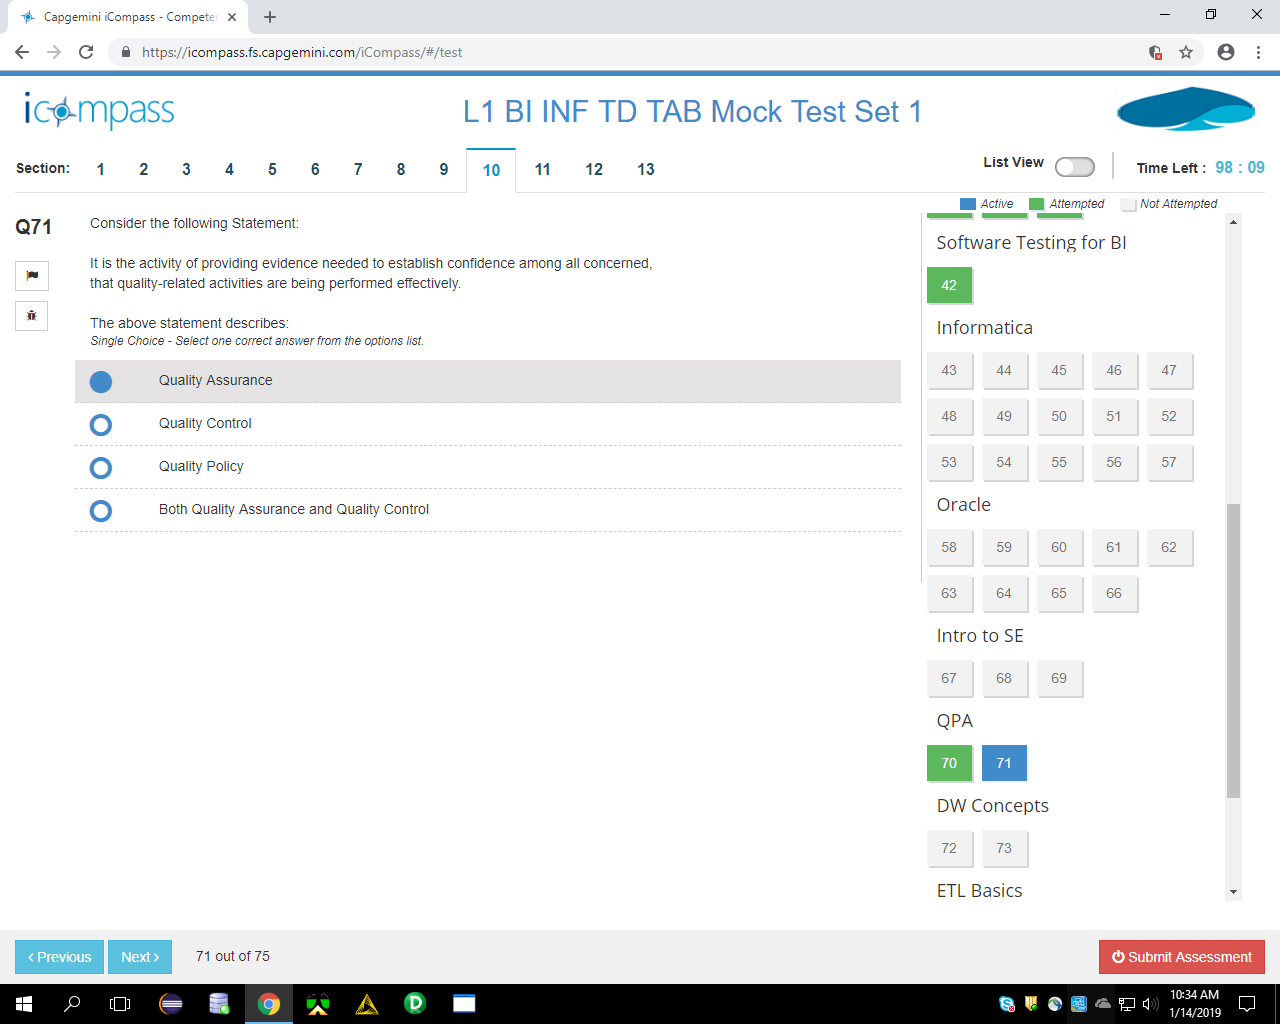 Capgemini iCompass - Compete
https://icompass.fs.capgemini.com/iCompass/#/test
icompass
L1 BI INF TD TAB Mock Test Set 1
Section: 1 2 3 4 5 6 7 8 9 10 11 12 13
List View
Time Left : 98 : 09
Active Attempted Not Attempted
Q71
Consider the following Statement:
It is the activity of providing evidence needed to establish confidence among all concerned,
that quality-related activities are being performed effectively.
The above statement describes:
Single Choice - Select one correct answer from the options list.
Quality Assurance
Quality Control
Quality Policy
Both Quality Assurance and Quality Control
Software Testing for BI
42
Informatica
43 44 45 46 47
48 49 50 51 52
53 54 55 56 57
Oracle
58 59 60 61 62
63 64 65 66
Intro to SE
67 68 69
QPA
70 71
DW Concepts
72 73
ETL Basics
Previous Next 71 out of 75
Submit Assessment
10:34 AM
1/14/2019